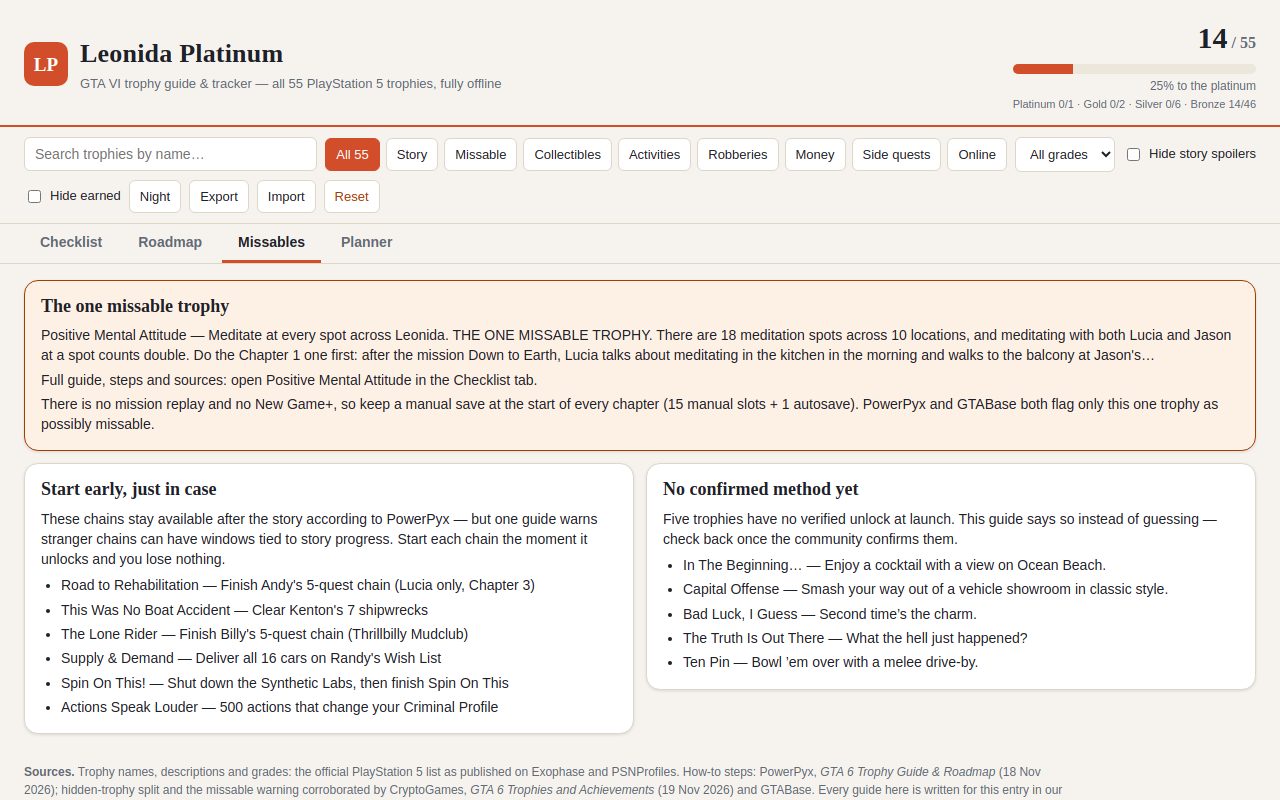 LP
Leonida Platinum
GTA VI trophy guide & tracker — all 55 PlayStation 5 trophies, fully offline
14 / 55
25% to the platinum
Platinum 0/1 · Gold 0/2 · Silver 0/6 · Bronze 14/46
Search trophies by name…
All 55
Story
Missable
Collectibles
Activities
Robberies
Money
Side quests
Online
All grades
Hide story spoilers
Hide earned
Night
Export
Import
Reset
Checklist
Roadmap
Missables
Planner
The one missable trophy
Positive Mental Attitude — Meditate at every spot across Leonida. THE ONE MISSABLE TROPHY. There are 18 meditation spots across 10 locations, and meditating with both Lucia and Jason
at a spot counts double. Do the Chapter 1 one first: after the mission Down to Earth, Lucia talks about meditating in the kitchen in the morning and walks to the balcony at Jason's…
Full guide, steps and sources: open Positive Mental Attitude in the Checklist tab.
There is no mission replay and no New Game+, so keep a manual save at the start of every chapter (15 manual slots + 1 autosave). PowerPyx and GTABase both flag only this one trophy as
possibly missable.
Start early, just in case
These chains stay available after the story according to PowerPyx — but one guide warns
stranger chains can have windows tied to story progress. Start each chain the moment it
unlocks and you lose nothing.
• Road to Rehabilitation — Finish Andy's 5-quest chain (Lucia only, Chapter 3)
• This Was No Boat Accident — Clear Kenton's 7 shipwrecks
• The Lone Rider — Finish Billy's 5-quest chain (Thrillbilly Mudclub)
• Supply & Demand — Deliver all 16 cars on Randy's Wish List
• Spin On This! — Shut down the Synthetic Labs, then finish Spin On This
• Actions Speak Louder — 500 actions that change your Criminal Profile
No confirmed method yet
Five trophies have no verified unlock at launch. This guide says so instead of guessing —
check back once the community confirms them.
• In The Beginning… — Enjoy a cocktail with a view on Ocean Beach.
• Capital Offense — Smash your way out of a vehicle showroom in classic style.
• Bad Luck, I Guess — Second time’s the charm.
• The Truth Is Out There — What the hell just happened?
• Ten Pin — Bowl ’em over with a melee drive-by.
Sources. Trophy names, descriptions and grades: the official PlayStation 5 list as published on Exophase and PSNProfiles. How-to steps: PowerPyx, GTA 6 Trophy Guide & Roadmap (18 Nov
2026); hidden-trophy split and the missable warning corroborated by CryptoGames, GTA 6 Trophies and Achievements (19 Nov 2026) and GTABase. Every guide here is written for this entry in our